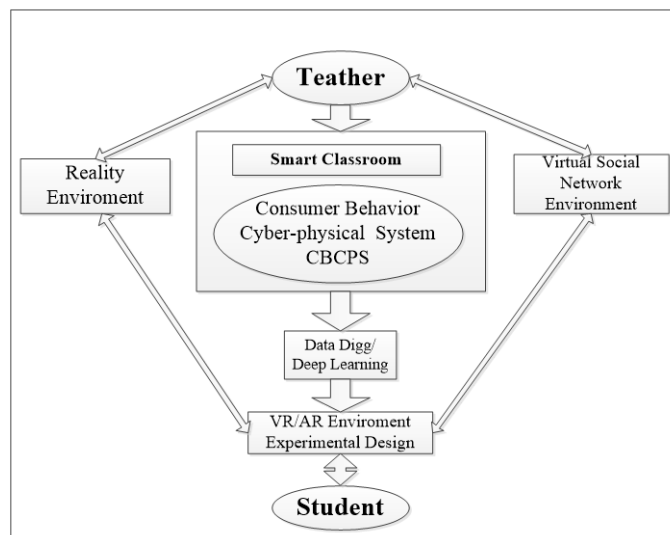 Teather
Smart Classroom
Reality
Enviroment
Virtual Social
Network
Environment
Consumer Behavior
Cyber-physical System
CBCPS
Data Digg/
Deep Learning
VR/AR Enviroment
Experimental Design
Student